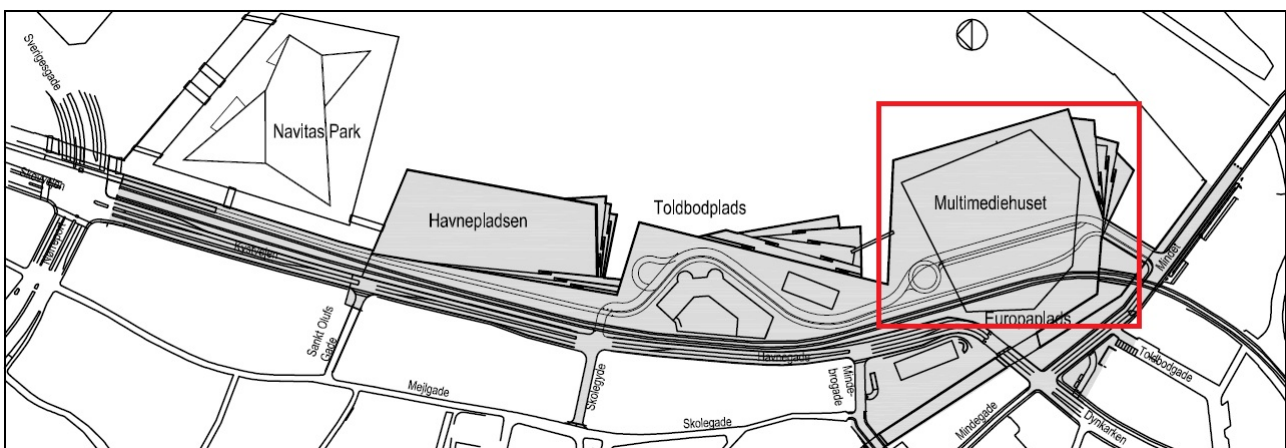 Sverigesgade
Navitas Park
Havnepladsen
Toldbodplads
Multimediehuset
Europaplads
Mindet
Nørreport
Kystvejen
Sankt Olufs
Gade
Mejlgade
Skolegyde
Skolegade
Havnegade
Minde-
brogade
Mindegade
Dynkarken
Toldbodgade